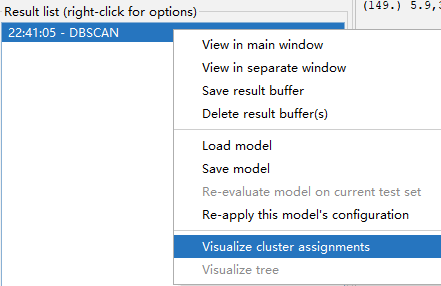 (149.) 5.9,3
Result list (right-click for options)
22:41:05 - DBSCAN
View in main window
View in separate window
Save result buffer
Delete result buffer(s)
Load model
Save model
Re-evaluate model on current test set
Re-apply this model's configuration
Visualize cluster assignments
Visualize tree